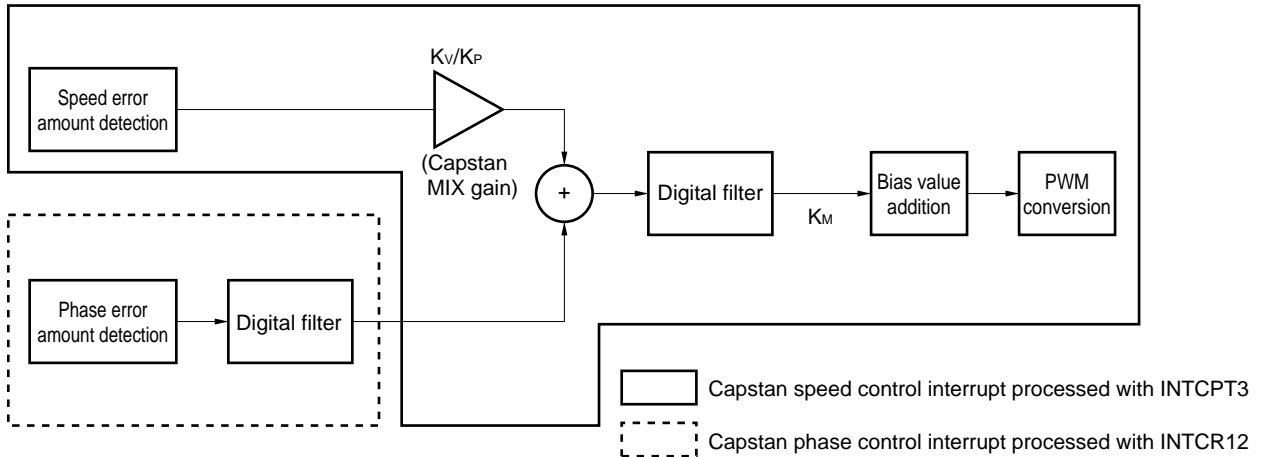 KV/KP
Speed error
amount detection
(Capstan
MIX gain)
+
Digital filter
KM
Bias value
addition
PWM
conversion
Phase error
amount detection
Digital filter
Capstan speed control interrupt processed with INTCPT3
Capstan phase control interrupt processed with INTCR12